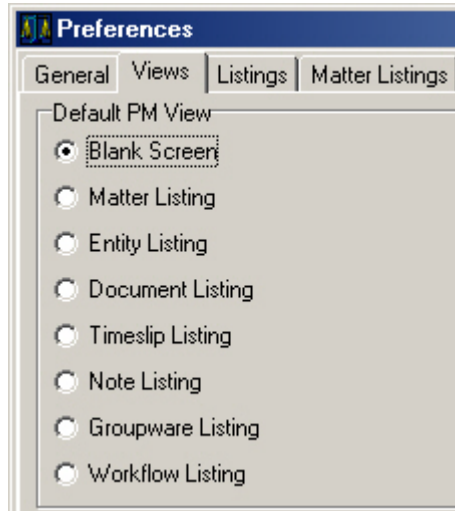 Preferences
General Views Listings Matter Listings
Default PM View
Blank Screen
Matter Listing
Entity Listing
Document Listing
Timeslip Listing
Note Listing
Groupware Listing
Workflow Listing